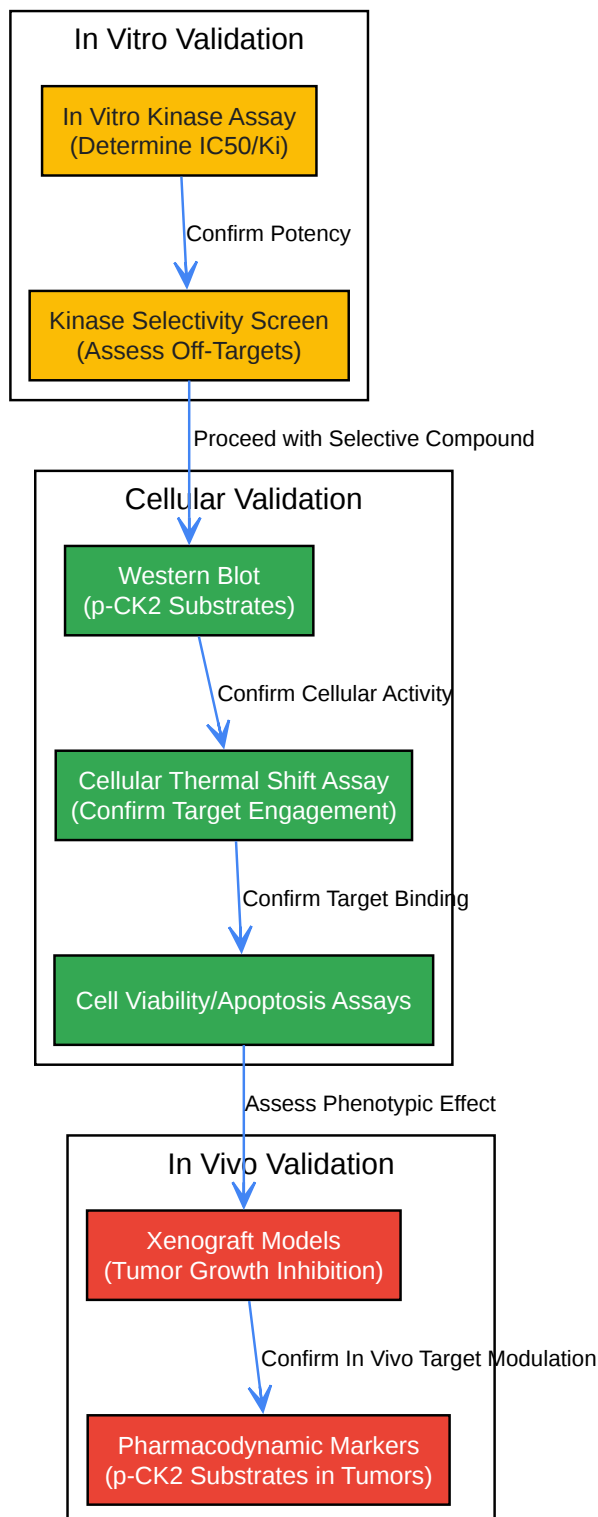 In Vitro Validation
In Vitro Kinase Assay
(Determine IC50/Ki)
Confirm Potency
Kinase Selectivity Screen
(Assess Off-Targets)
Proceed with Selective Compound
Cellular Validation
Western Blot
(p-CK2 Substrates)
Confirm Cellular Activity
Cellular Thermal Shift Assay
(Confirm Target Engagement)
Confirm Target Binding
Cell Viability/Apoptosis Assays
Assess Phenotypic Effect
In Vivo Validation
Xenograft Models
(Tumor Growth Inhibition)
Confirm In Vivo Target Modulation
Pharmacodynamic Markers
(p-CK2 Substrates in Tumors)